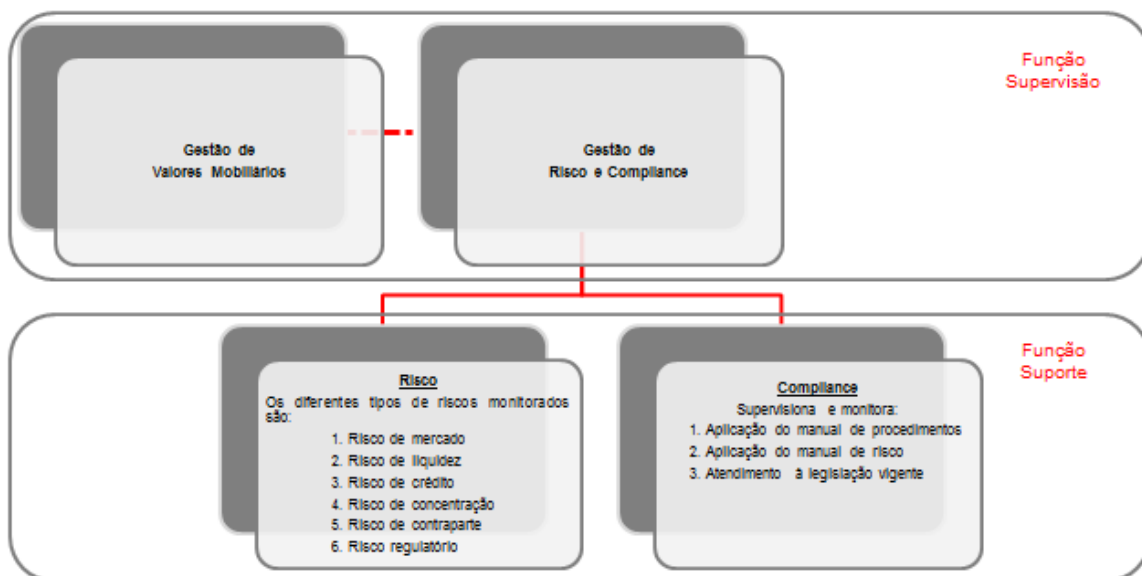 Função
Supervisão
Gestão de
Valores Mobiliários
Gestão de
Risco e Compliance
Função
Suporte
Risco
Os diferentes tipos de riscos monitorados
são:
1. Risco de mercado
2. Risco de liquidez
3. Risco de crédito
4. Risco de concentração
5. Risco de contraparte
6. Risco regulatório
Compliance
Supervisiona e monitora:
1. Aplicação do manual de procedimentos
2. Aplicação do manual de risco
3. Atendimento à legislação vigente